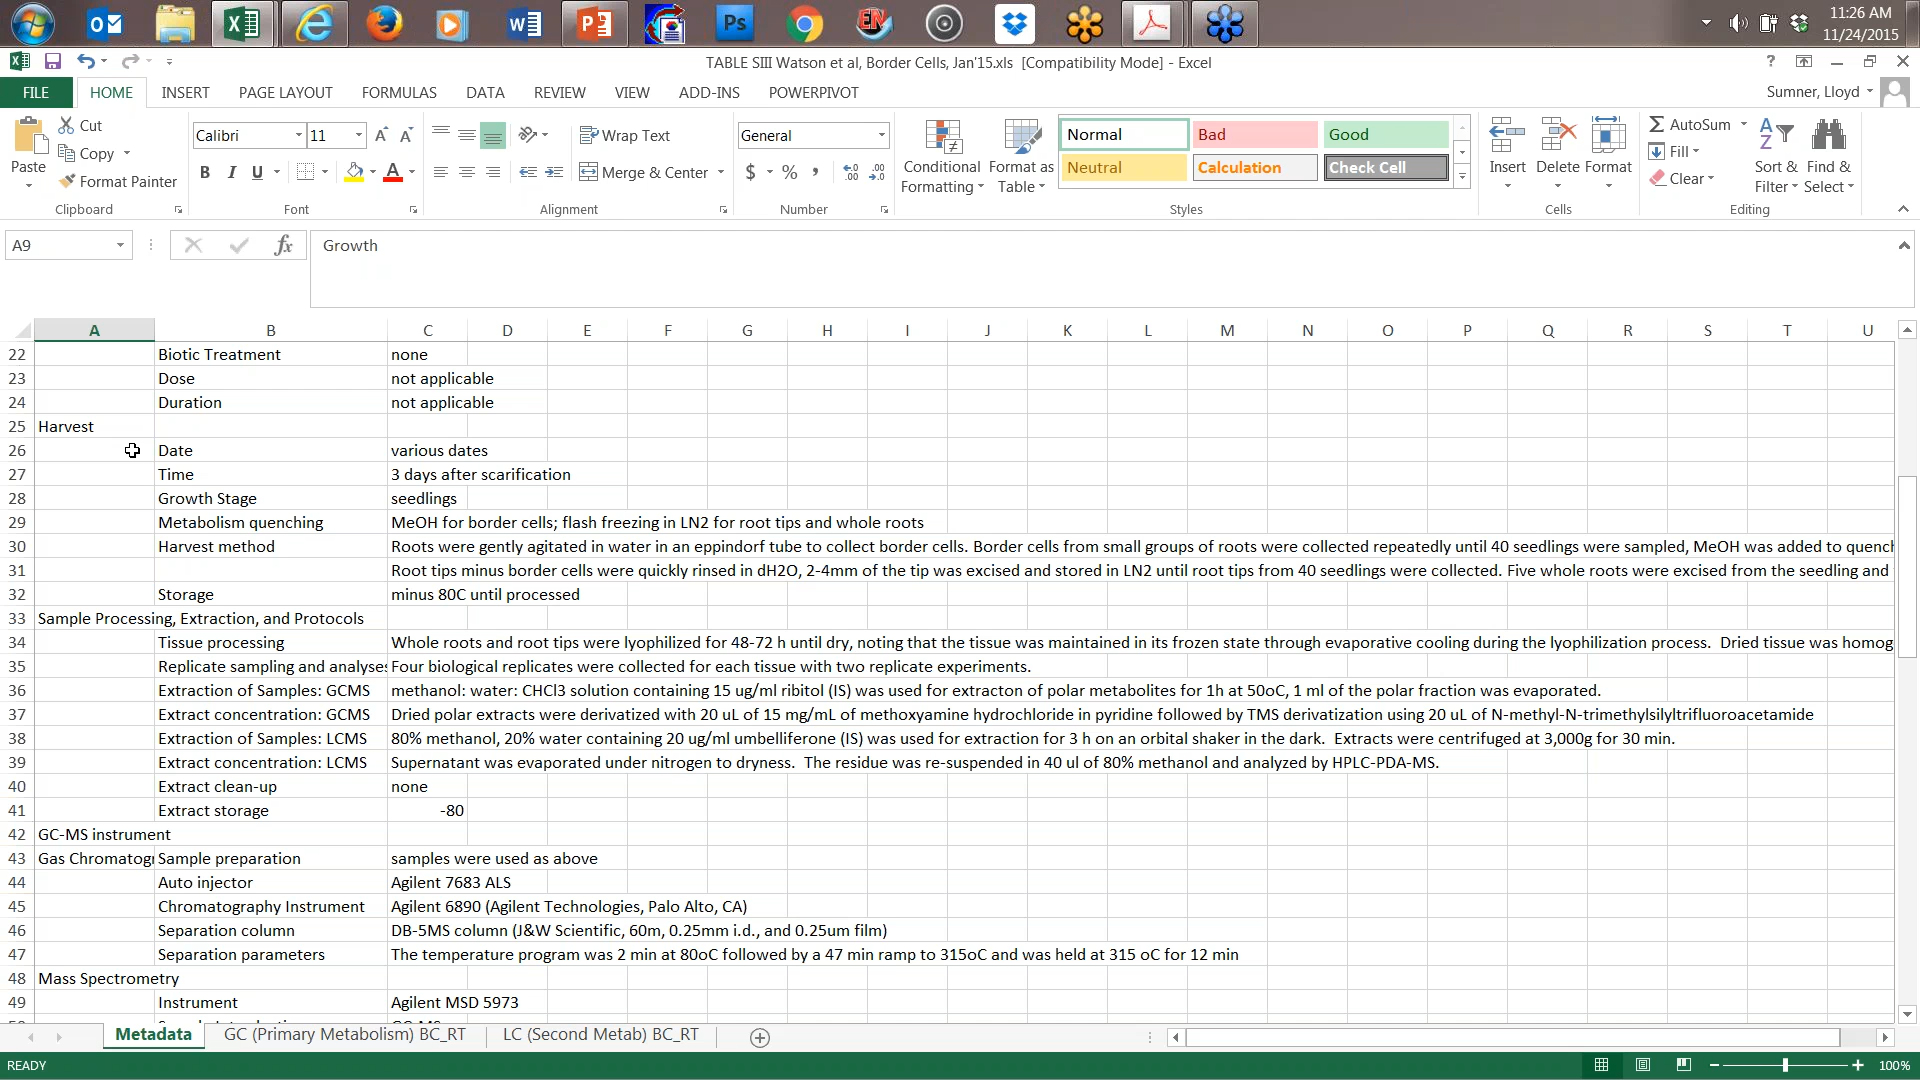 11:26 AM
11/24/2015
TABLE SIII Watson et al, Border Cells, Jan'15.xls [Compatibility Mode] - Excel
FILE HOME INSERT PAGE LAYOUT FORMULAS DATA REVIEW VIEW ADD-INS POWERPIVOT Sumner, Lloyd
Paste Cut Copy Format Painter Clipboard
Calibri 11 B I U Font
Wrap Text Merge & Center Alignment
General $ % Number
Conditional Formatting Format as Table
Normal Bad Good
Neutral Calculation Check Cell
Styles
Insert Delete Format Cells
AutoSum Fill Clear Sort & Filter Find & Select Editing
A9 fx Growth
A B C D E F G H I J K L M N O P Q R S T U
22 Biotic Treatment none
23 Dose not applicable
24 Duration not applicable
25 Harvest
26 Date various dates
27 Time 3 days after scarification
28 Growth Stage seedlings
29 Metabolism quenching MeOH for border cells; flash freezing in LN2 for root tips and whole roots
30 Harvest method Roots were gently agitated in water in an eppindorf tube to collect border cells. Border cells from small groups of roots were collected repeatedly until 40 seedlings were sampled, MeOH was added to quench
31 Root tips minus border cells were quickly rinsed in dH2O, 2-4mm of the tip was excised and stored in LN2 until root tips from 40 seedlings were collected. Five whole roots were excised from the seedling and
32 Storage minus 80C until processed
33 Sample Processing, Extraction, and Protocols
34 Tissue processing Whole roots and root tips were lyophilized for 48-72 h until dry, noting that the tissue was maintained in its frozen state through evaporative cooling during the lyophilization process. Dried tissue was homog
35 Replicate sampling and analyses Four biological replicates were collected for each tissue with two replicate experiments.
36 Extraction of Samples: GCMS methanol: water: CHCl3 solution containing 15 ug/ml ribitol (IS) was used for extracton of polar metabolites for 1h at 50oC, 1 ml of the polar fraction was evaporated.
37 Extract concentration: GCMS Dried polar extracts were derivatized with 20 uL of 15 mg/mL of methoxyamine hydrochloride in pyridine followed by TMS derivatization using 20 uL of N-methyl-N-trimethylsilyltrifluoroacetamide
38 Extraction of Samples: LCMS 80% methanol, 20% water containing 20 ug/ml umbelliferone (IS) was used for extraction for 3 h on an orbital shaker in the dark. Extracts were centrifuged at 3,000g for 30 min.
39 Extract concentration: LCMS Supernatant was evaporated under nitrogen to dryness. The residue was re-suspended in 40 ul of 80% methanol and analyzed by HPLC-PDA-MS.
40 Extract clean-up none
41 Extract storage -80
42 GC-MS instrument
43 Gas Chromatogr Sample preparation samples were used as above
44 Auto injector Agilent 7683 ALS
45 Chromatography Instrument Agilent 6890 (Agilent Technologies, Palo Alto, CA)
46 Separation column DB-5MS column (J&W Scientific, 60m, 0.25mm i.d., and 0.25um film)
47 Separation parameters The temperature program was 2 min at 80oC followed by a 47 min ramp to 315oC and was held at 315 oC for 12 min
48 Mass Spectrometry
49 Instrument Agilent MSD 5973
Metadata GC (Primary Metabolism) BC_RT LC (Second Metab) BC_RT
READY 100%